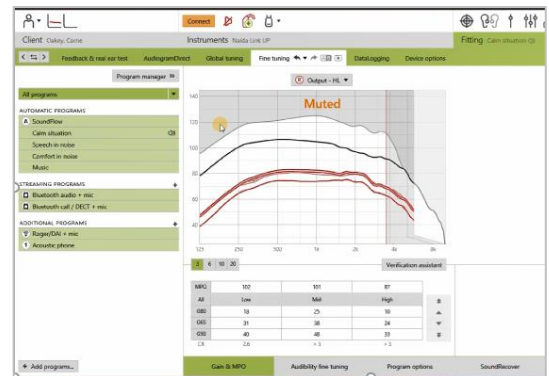 Connect
Client Oakley, Corne
Instruments Naída Link UP
Fitting Calm situation
Feedback & real ear test
AudiogramDirect
Global tuning
Fine tuning
DataLogging
Device options
Program manager
All programs
AUTOMATIC PROGRAMS
A SoundFlow
Calm situation
Speech in noise
Comfort in noise
Music
STREAMING PROGRAMS +
Bluetooth audio + mic
Bluetooth call / DECT + mic
ADDITIONAL PROGRAMS +
Roger/DAI + mic
Acoustic phone
+ Add programs...
R Output - HL
Muted
140
120
100
80
60
40
125 250 500 1k 2k 4k 8k
3 6 10 20
Verification assistant
MPO 102 101 87
All Low Mid High
G80 18 25 18
G65 31 38 24
G50 40 48 33
Gain & MPO
Audibility fine tuning
Program options
SoundRecover